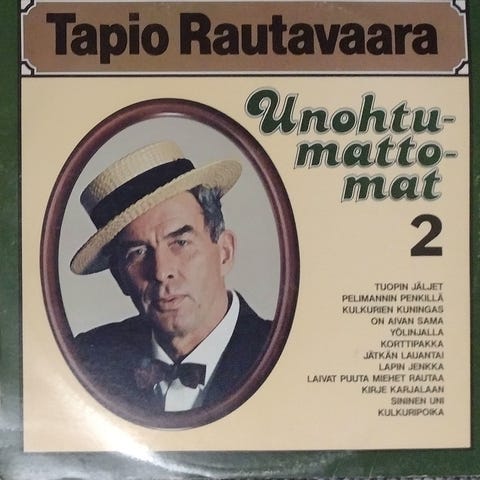 Tapio Rautavaara
Unohtu-
matto-
mat
2
TUOPIN JÄLJET
PELIMANNIN PENKILLÄ
KULKURIEN KUNINGAS
ON AIVAN SAMA
YÖLINJALLA
KORTTIPAKKA
JÄTKÄN LAUANTAI
LAPIN JENKKA
LAIVAT PUUTA MIEHET RAUTAA
KIRJE KARJALAAN
SININEN UNI
KULKURIPOIKA